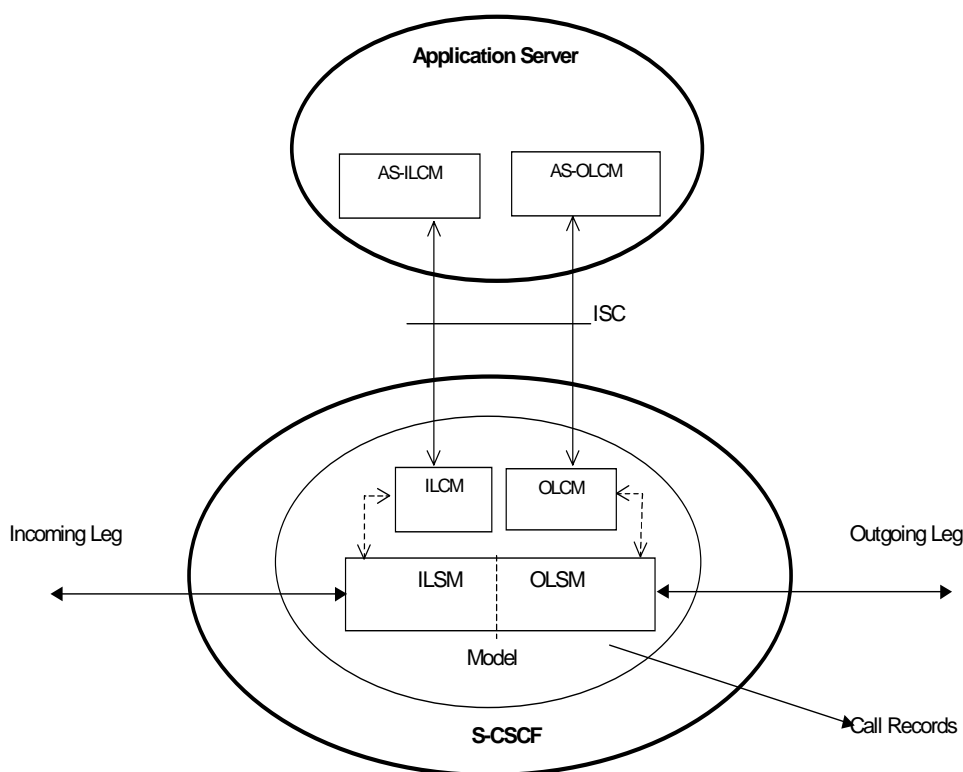 Application Server
AS-ILCM
AS-OLCM
ISC
ILCM
OLCM
Incoming Leg
Outgoing Leg
ILSM
OLSM
Model
S-CSCF
Call Records